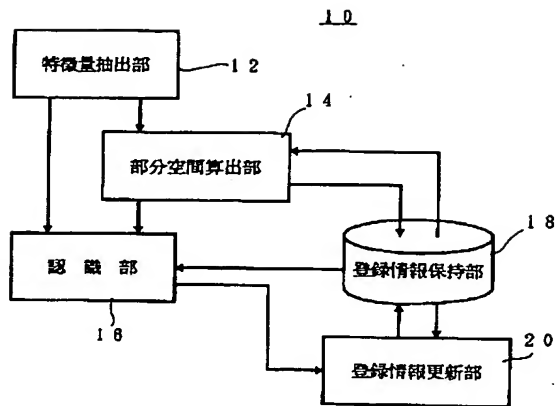 １０
特徴量抽出部
１２
１４
部分空間算出部
１８
認識部
登録情報保持部
１６
２０
登録情報更新部